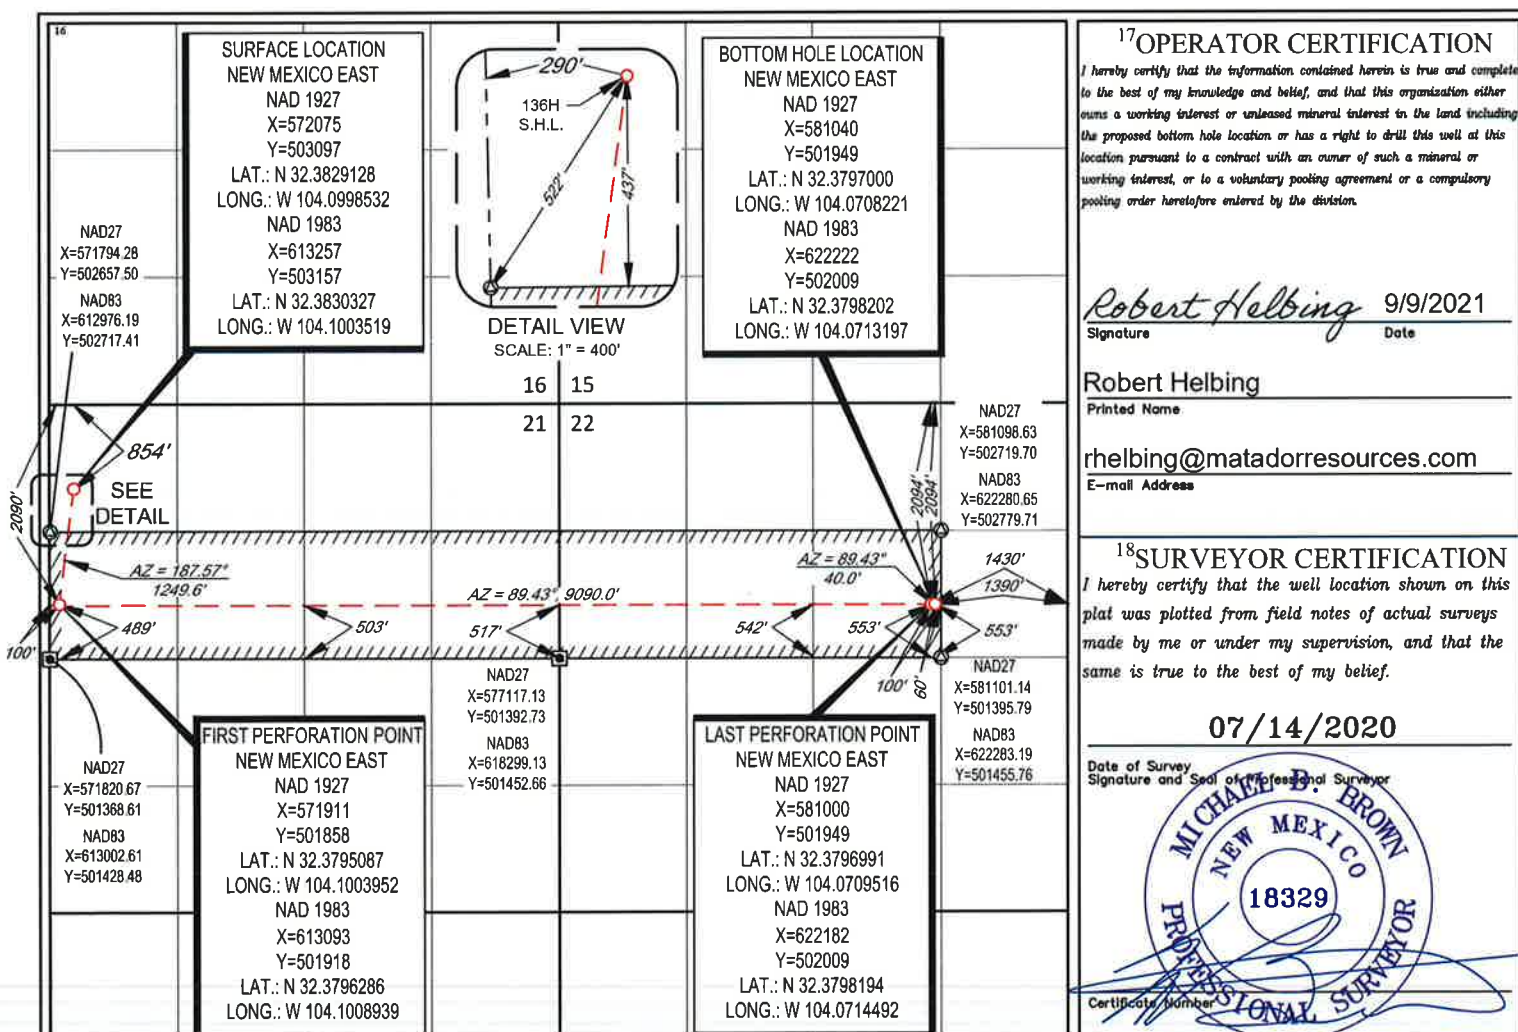 16
SURFACE LOCATION
NEW MEXICO EAST
NAD 1927
X=572075
Y=503097
LAT.: N 32.3829128
LONG.: W 104.0998532
NAD 1983
X=613257
Y=503157
LAT.: N 32.3830327
LONG.: W 104.1003519
290'
136H
S.H.L.
522'
437'
DETAIL VIEW
SCALE: 1" = 400'
BOTTOM HOLE LOCATION
NEW MEXICO EAST
NAD 1927
X=581040
Y=501949
LAT.: N 32.3797000
LONG.: W 104.0708221
NAD 1983
X=622222
Y=502009
LAT.: N 32.3798202
LONG.: W 104.0713197
NAD27
X=571794.28
Y=502657.50
NAD83
X=612976.19
Y=502717.41
16 15
21 22
854'
2090'
SEE
DETAIL
2094'
2094'
NAD27
X=581098.63
Y=502719.70
NAD83
X=622280.65
Y=502779.71
AZ = 187.57°
1249.6'
AZ = 89.43°, 9090.0'
AZ = 89.43°
40.0'
1430'
1390'
100'
489'
503'
517'
542'
553'
553'
100'
60'
NAD27
X=577117.13
Y=501392.73
NAD83
X=618299.13
Y=501452.66
NAD27
X=581101.14
Y=501395.79
NAD83
X=622283.19
Y=501455.76
NAD27
X=571820.67
Y=501368.61
NAD83
X=613002.61
Y=501428.48
FIRST PERFORATION POINT
NEW MEXICO EAST
NAD 1927
X=571911
Y=501858
LAT.: N 32.3795087
LONG.: W 104.1003952
NAD 1983
X=613093
Y=501918
LAT.: N 32.3796286
LONG.: W 104.1008939
LAST PERFORATION POINT
NEW MEXICO EAST
NAD 1927
X=581000
Y=501949
LAT.: N 32.3796991
LONG.: W 104.0709516
NAD 1983
X=622182
Y=502009
LAT.: N 32.3798194
LONG.: W 104.0714492
17 OPERATOR CERTIFICATION
I hereby certify that the information contained herein is true and complete
to the best of my knowledge and belief, and that this organization either
owns a working interest or unleased mineral interest in the land including
the proposed bottom hole location or has a right to drill this well at this
location pursuant to a contract with an owner of such a mineral or
working interest, or to a voluntary pooling agreement or a compulsory
pooling order heretofore entered by the division.
Robert Helbing 9/9/2021
Signature Date
Robert Helbing
Printed Name
rhelbing@matadorresources.com
E-mail Address
18 SURVEYOR CERTIFICATION
I hereby certify that the well location shown on this
plat was plotted from field notes of actual surveys
made by me or under my supervision, and that the
same is true to the best of my belief.
07/14/2020
Date of Survey
Signature and Seal of Professional Surveyor
MICHAEL B. BROWN
NEW MEXICO
18329
PROFESSIONAL SURVEYOR
Certificate Number